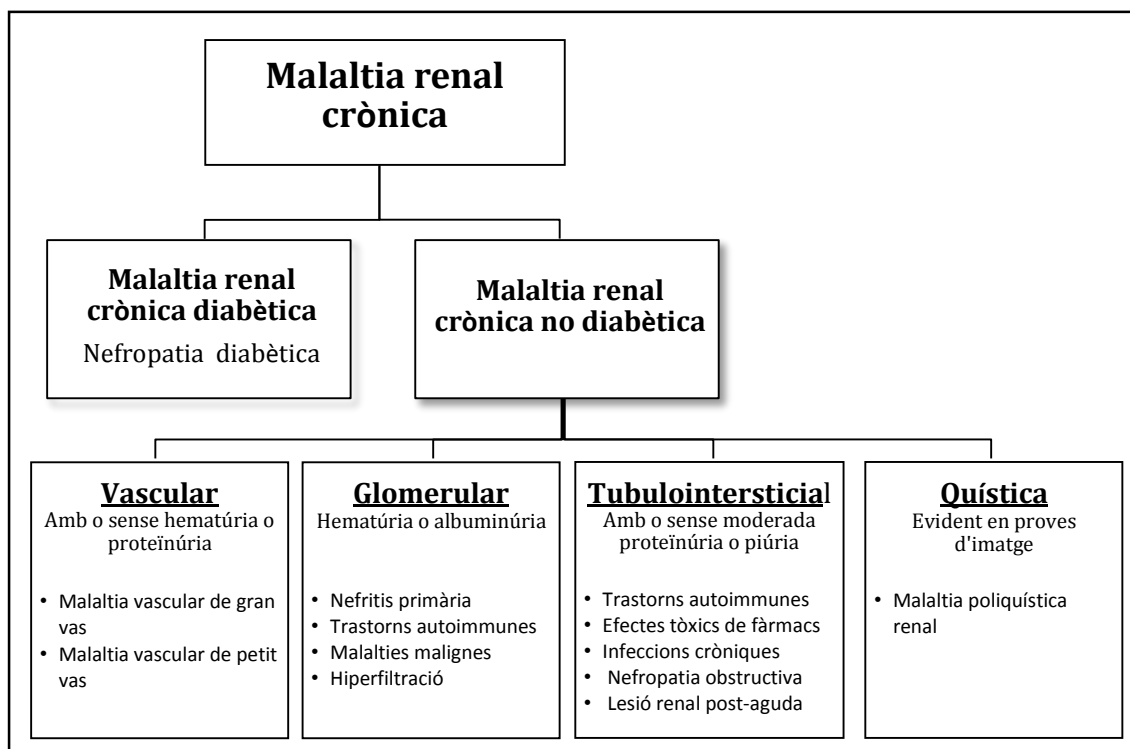 Malaltia renal
crònica
Malaltia renal
crònica diabètica
Nefropatia diabètica
Malaltia renal
crònica no diabètica
Vascular
Amb o sense hematúria o
proteïnúria
• Malaltia vascular de gran
vas
• Malaltia vascular de petit
vas
Glomerular
Hematúria o albuminúria
• Nefritis primària
• Trastorns autoimmunes
• Malalties malignes
• Hiperfiltració
Tubulointersticial
Amb o sense moderada
proteïnúria o piúria
• Trastorns autoimmunes
• Efectes tòxics de fàrmacs
• Infeccions cròniques
• Nefropatia obstructiva
• Lesió renal post-aguda
Quística
Evident en proves
d'imatge
• Malaltia poliquística
renal